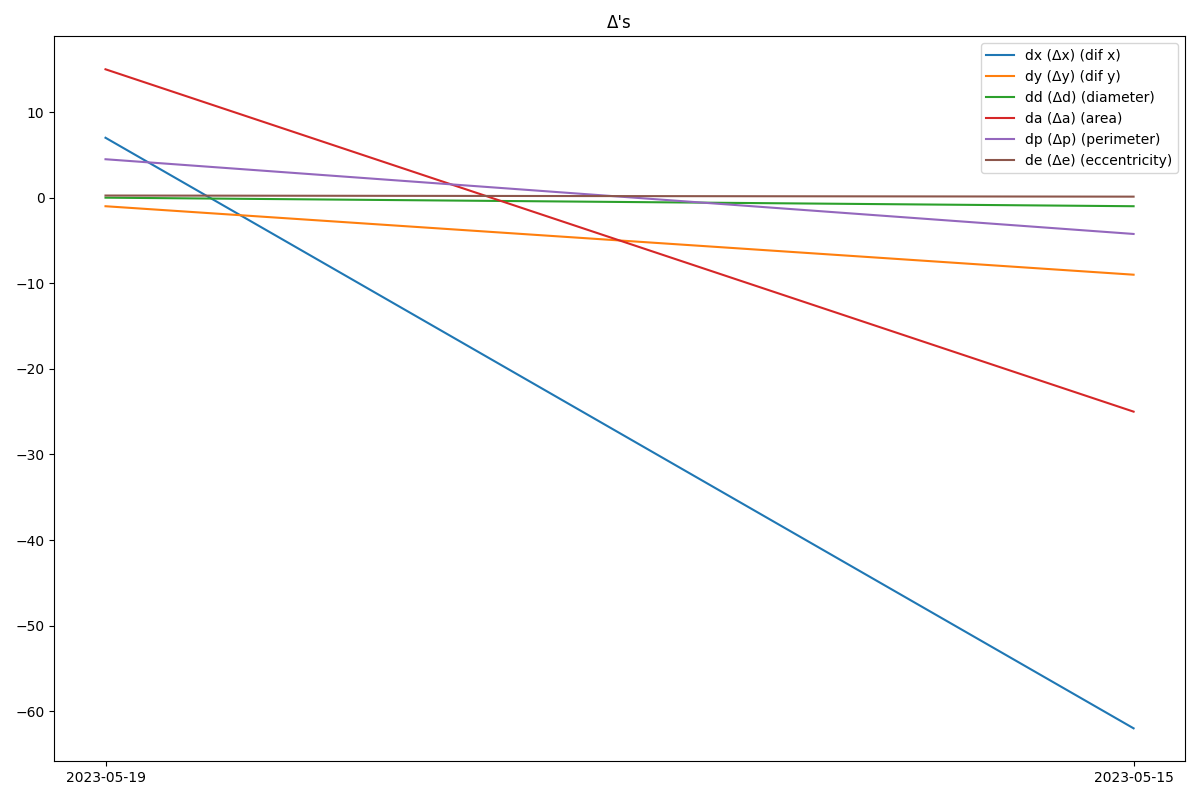 Δ's
dx (Δx) (dif x)
dy (Δy) (dif y)
dd (Δd) (diameter)
da (Δa) (area)
dp (Δp) (perimeter)
de (Δe) (eccentricity)
10
0
−10
−20
−30
−40
−50
−60
2023-05-19
2023-05-15